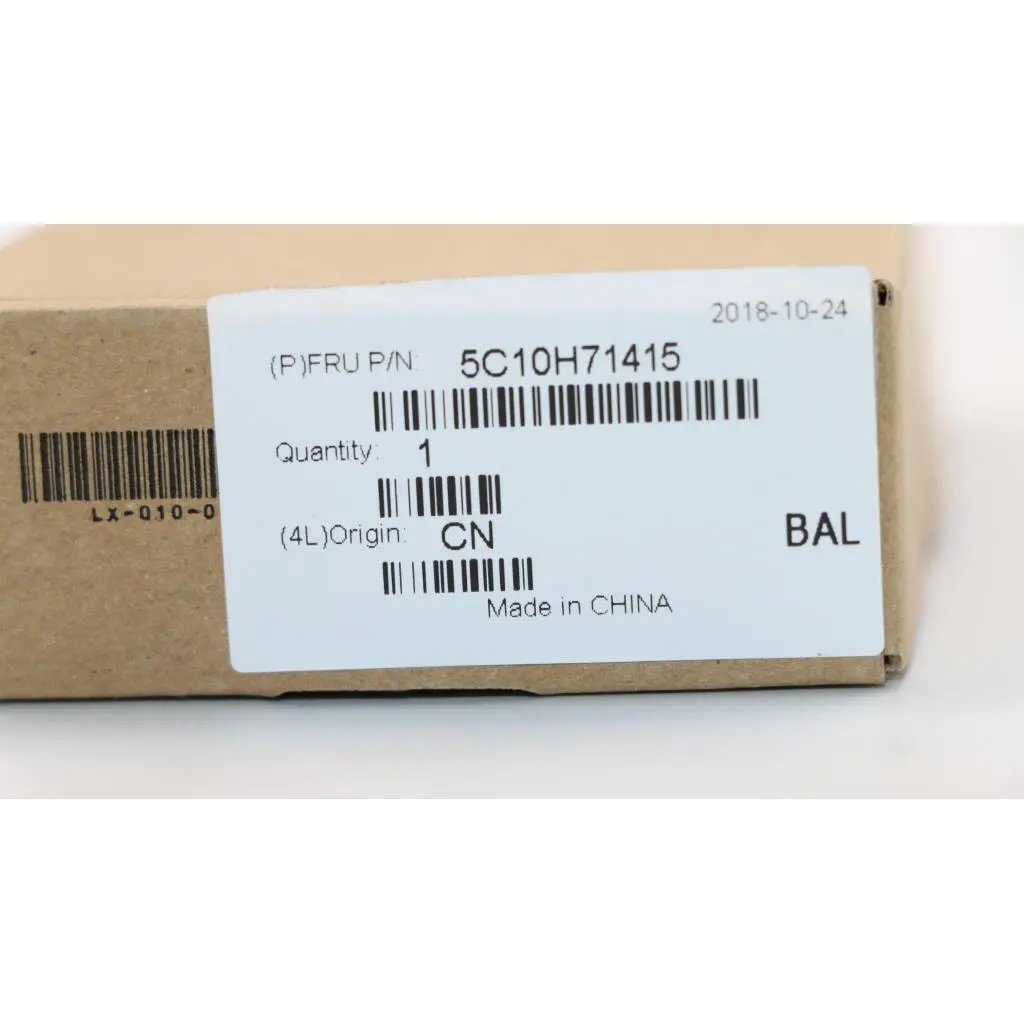 2018-10-24
(P)FRU P/N: 5C10H71415
Quantity: 1
LX-010-0
(4L)Origin: CN
BAL
Made in CHINA